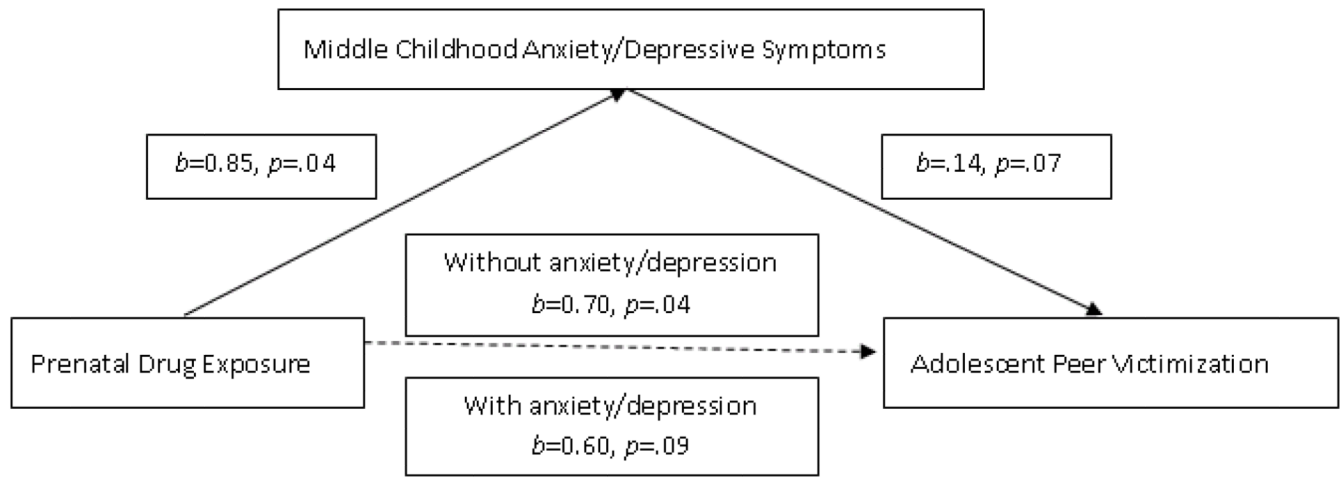 Middle Childhood Anxiety/Depressive Symptoms
b=0.85, p=.04
b=.14, p=.07
Without anxiety/depression
b=0.70, p=.04
Prenatal Drug Exposure
Adolescent Peer Victimization
With anxiety/depression
b=0.60, p=.09